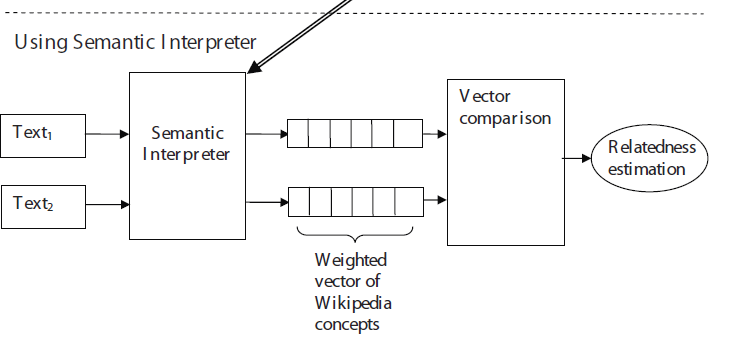 Using Semantic Interpreter
Text₁
Semantic
Interpreter
Text₂
Weighted
vector of
Wikipedia
concepts
Vector
comparison
Relatedness
estimation